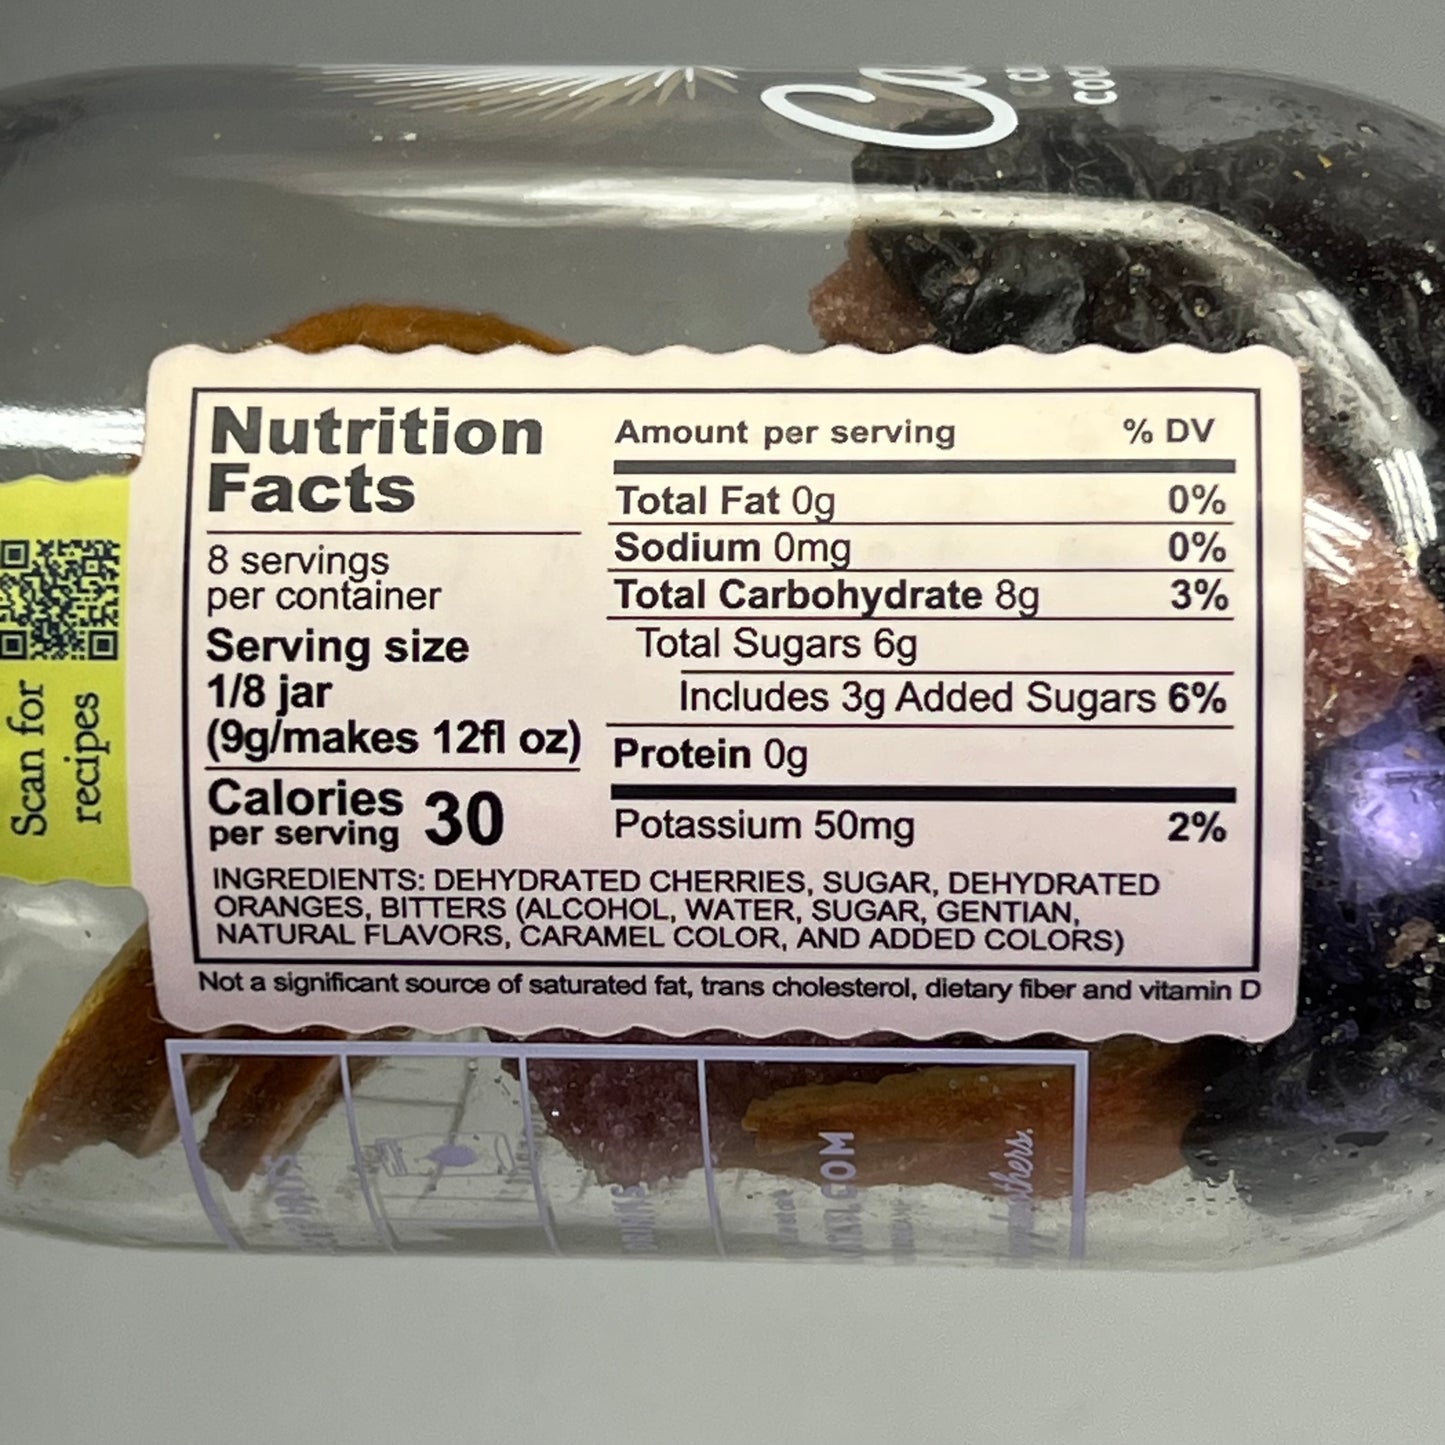 Ca
co
coc
Nutrition
Facts
8 servings
per container
Serving size
1/8 jar
(9g/makes 12fl oz)
Calories
per serving 30
Amount per serving % DV
Total Fat 0g 0%
Sodium 0mg 0%
Total Carbohydrate 8g 3%
Total Sugars 6g
Includes 3g Added Sugars 6%
Protein 0g
Potassium 50mg 2%
INGREDIENTS: DEHYDRATED CHERRIES, SUGAR, DEHYDRATED
ORANGES, BITTERS (ALCOHOL, WATER, SUGAR, GENTIAN,
NATURAL FLAVORS, CARAMEL COLOR, AND ADDED COLORS)
Not a significant source of saturated fat, trans cholesterol, dietary fiber and vitamin D
Scan for
recipes